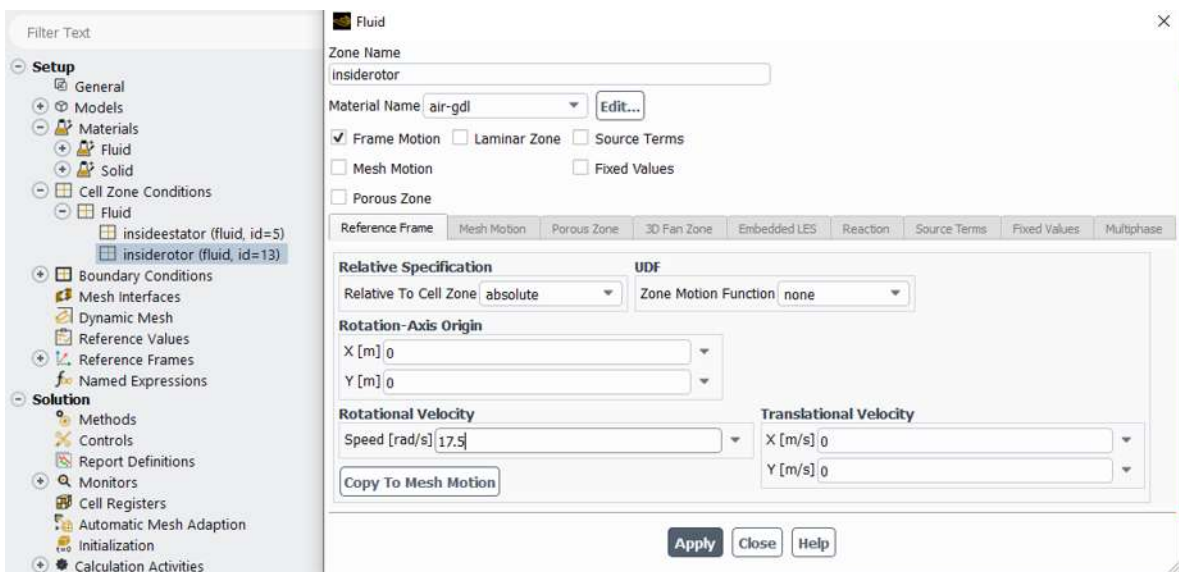 Filter Text
Setup
General
Models
Materials
Fluid
Solid
Cell Zone Conditions
Fluid
insideestator (fluid, id=5)
insiderotor (fluid, id=13)
Boundary Conditions
Mesh Interfaces
Dynamic Mesh
Reference Values
Reference Frames
Named Expressions
Solution
Methods
Controls
Report Definitions
Monitors
Cell Registers
Automatic Mesh Adaption
Initialization
Calculation Activities
Fluid
Zone Name
insiderotor
Material Name air-gdl Edit...
Frame Motion Laminar Zone Source Terms
Mesh Motion Fixed Values
Porous Zone
Reference Frame Mesh Motion Porous Zone 3D Fan Zone Embedded LES Reaction Source Terms Fixed Values Multiphase
Relative Specification UDF
Relative To Cell Zone absolute Zone Motion Function none
Rotation-Axis Origin
X [m] 0
Y [m] 0
Rotational Velocity Translational Velocity
Speed [rad/s] 17.5 X [m/s] 0
Y [m/s] 0
Copy To Mesh Motion
Apply Close Help